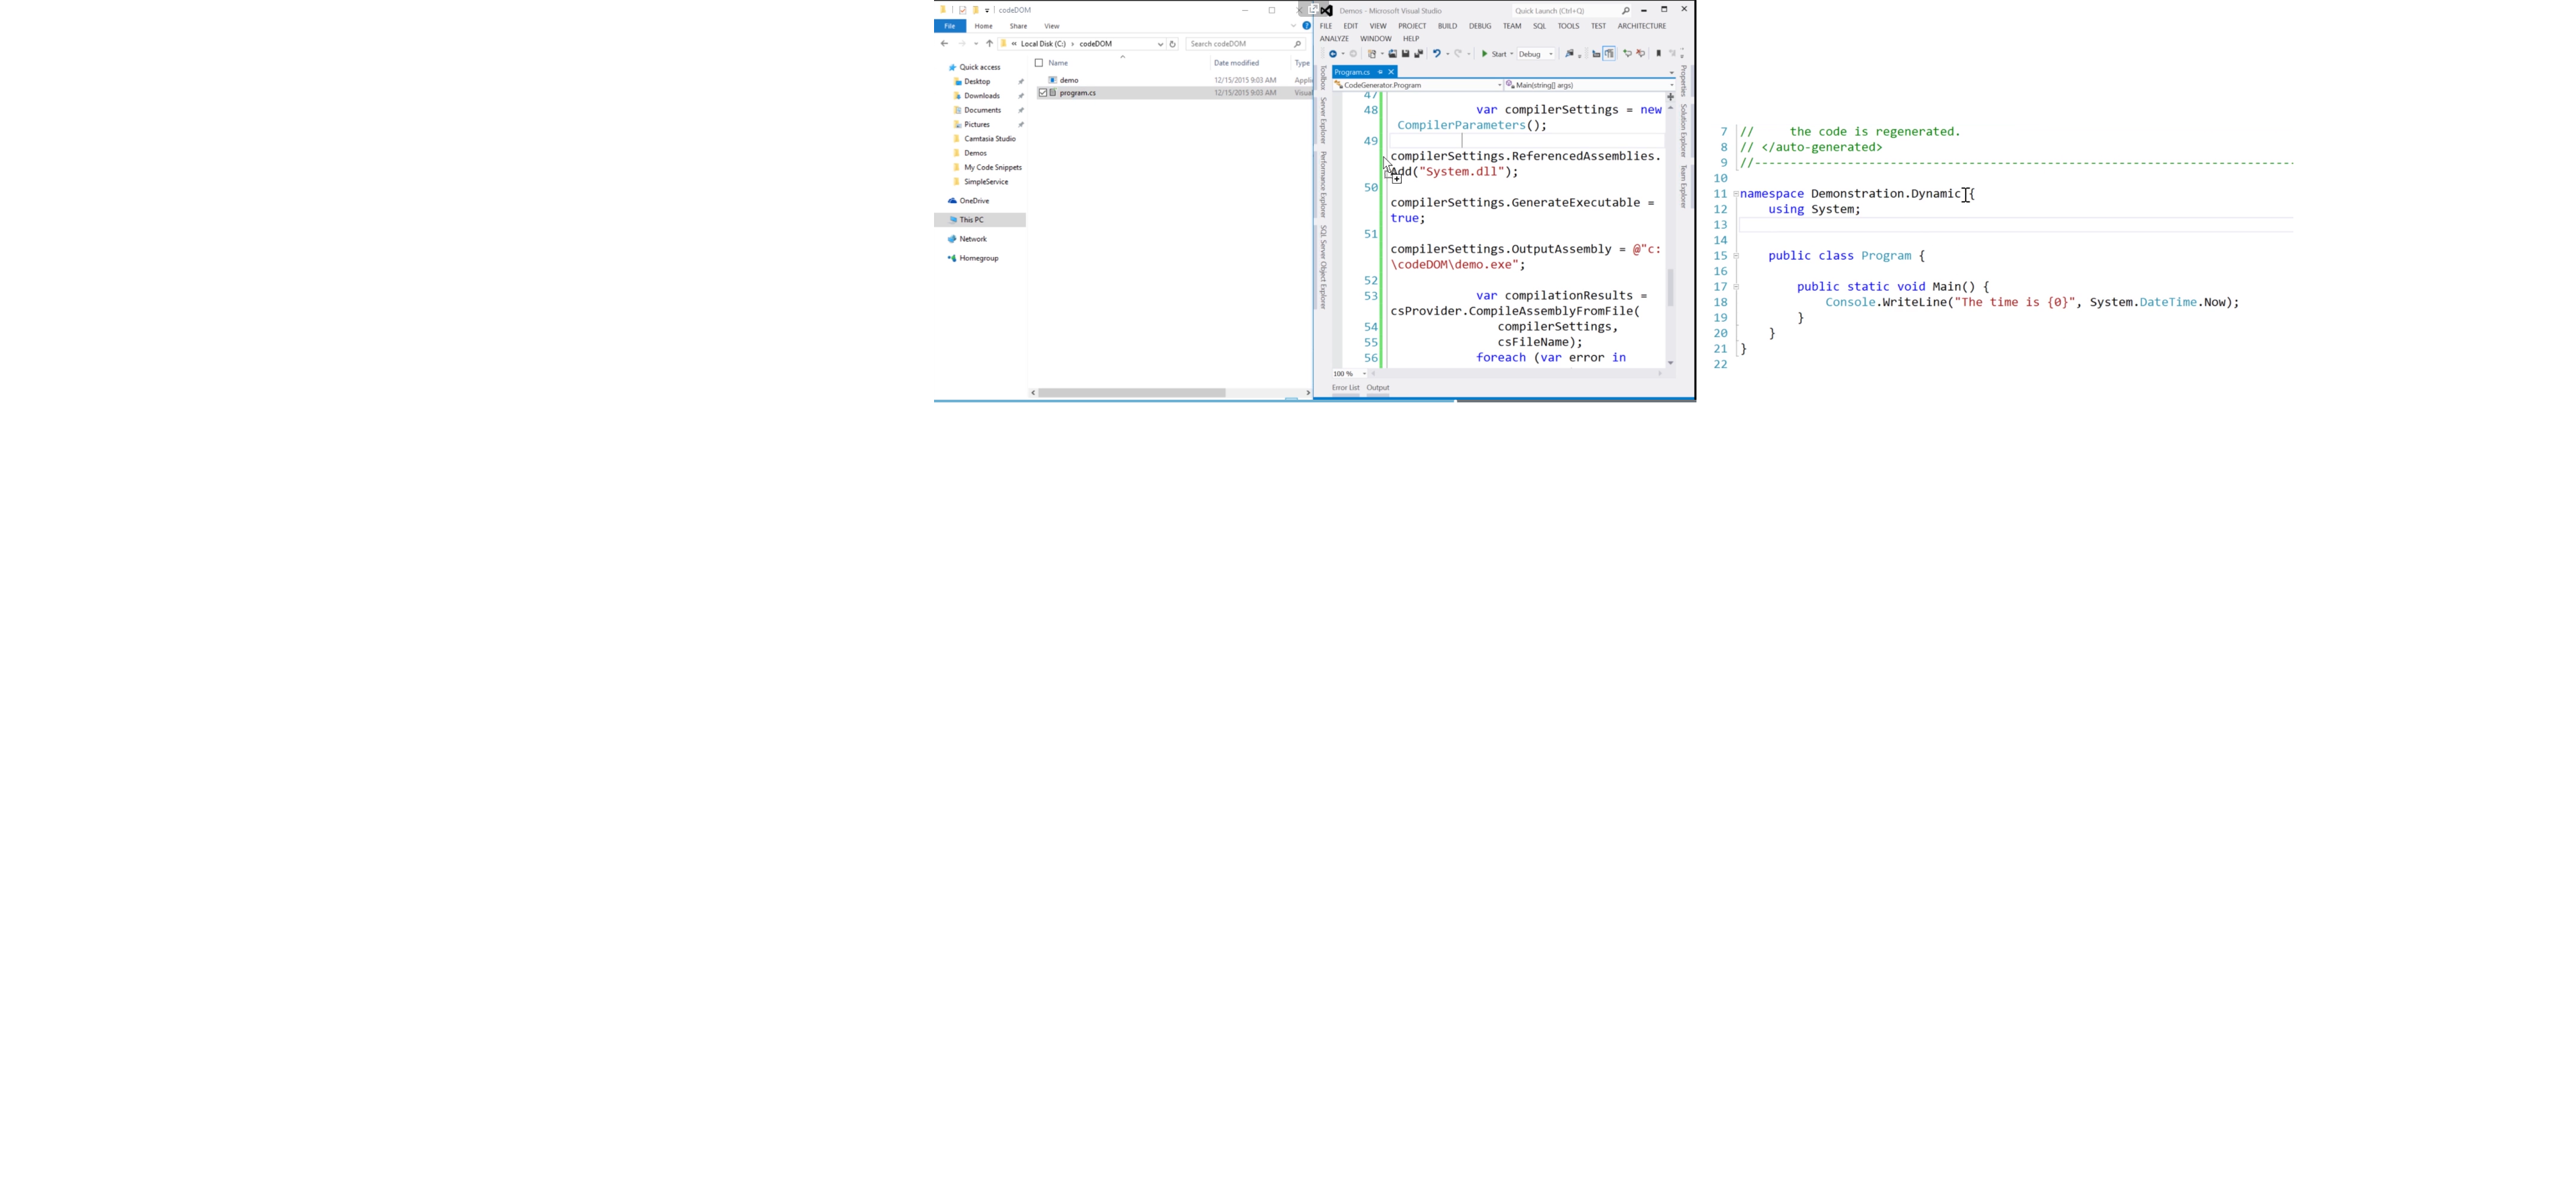 codeDOM
File Home Share View
« Local Disk (C:) › codeDOM
Search codeDOM
Name Date modified Type
demo 12/15/2015 9:03 AM Applic
program.cs 12/15/2015 9:03 AM Visual
Quick access
Desktop
Downloads
Documents
Pictures
Camtasia Studio
Demos
My Code Snippets
SimpleService
OneDrive
This PC
Network
Homegroup
Demos - Microsoft Visual Studio
Quick Launch (Ctrl+Q)
FILE EDIT VIEW PROJECT BUILD DEBUG TEAM SQL TOOLS TEST ARCHITECTURE
ANALYZE WINDOW HELP
Start Debug
Toolbox
Server Explorer
Performance Explorer
SQL Server Object Explorer
Program.cs
CodeGenerator.Program Main(string[] args)
47
48 var compilerSettings = new
CompilerParameters();
49
compilerSettings.ReferencedAssemblies.
Add("System.dll");
50
compilerSettings.GenerateExecutable =
true;
51
compilerSettings.OutputAssembly = @"c:
\codeDOM\demo.exe";
52
53 var compilationResults =
csProvider.CompileAssemblyFromFile(
54 compilerSettings,
55 csFileName);
56 foreach (var error in
100 %
Error List Output
Properties
Solution Explorer
Team Explorer
7 // the code is regenerated.
8 // </auto-generated>
9 //------------------------------------------------------------------------------
10
11 namespace Demonstration.Dynamic {
12 using System;
13
14
15 public class Program {
16
17 public static void Main() {
18 Console.WriteLine("The time is {0}", System.DateTime.Now);
19 }
20 }
21 }
22